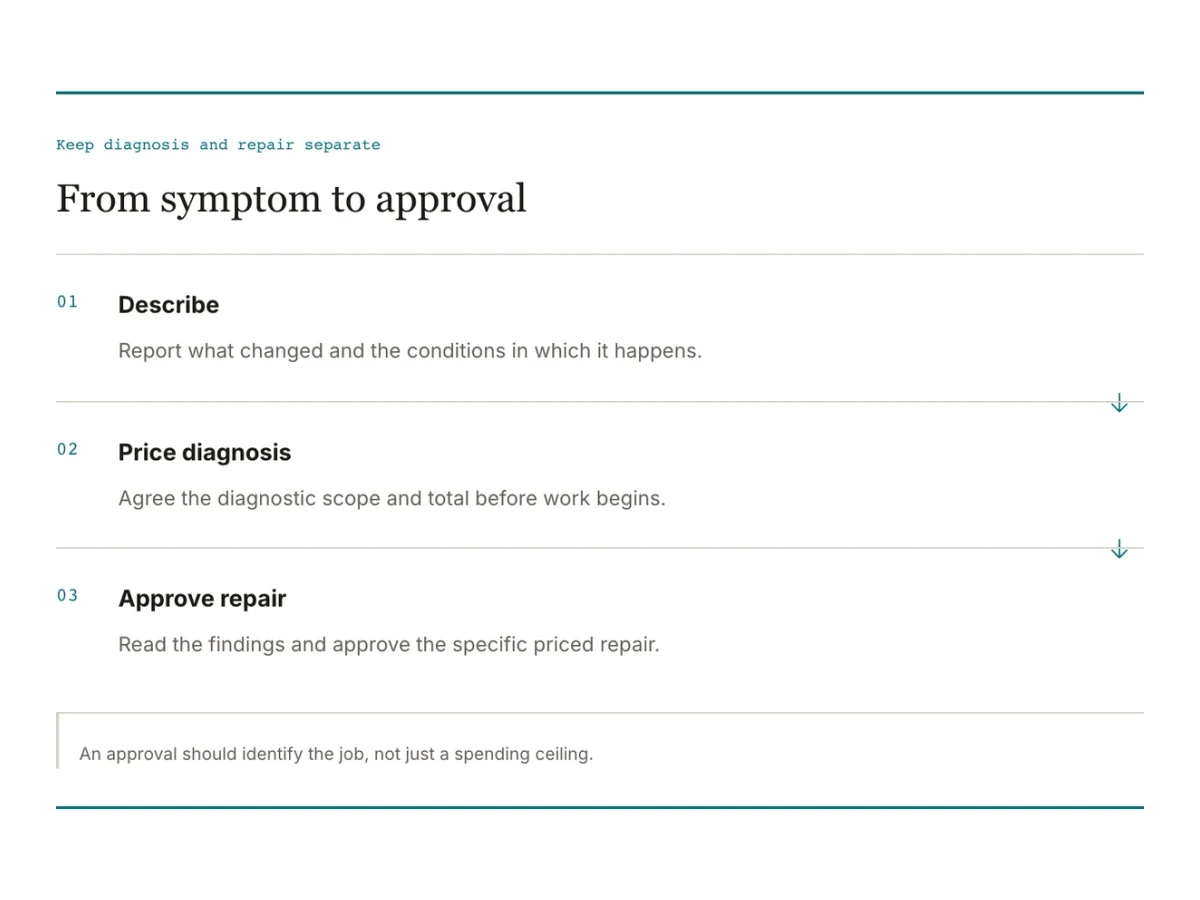 Keep diagnosis and repair separate
From symptom to approval
01
Describe
Report what changed and the conditions in which it happens.
02
Price diagnosis
Agree the diagnostic scope and total before work begins.
03
Approve repair
Read the findings and approve the specific priced repair.
An approval should identify the job, not just a spending ceiling.